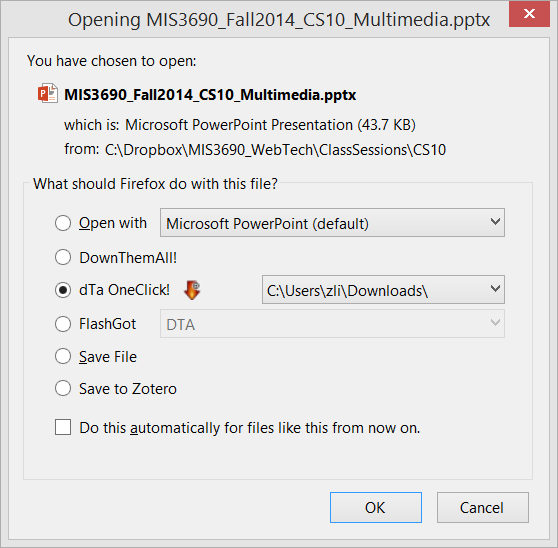 Opening MIS3690_Fall2014_CS10_Multimedia.pptx
You have chosen to open:
MIS3690_Fall2014_CS10_Multimedia.pptx
which is: Microsoft PowerPoint Presentation (43.7 KB)
from: C:\Dropbox\MIS3690_WebTech\ClassSessions\CS10
What should Firefox do with this file?
Open with Microsoft PowerPoint (default)
DownThemAll!
dTa OneClick! C:\Users\zli\Downloads\
FlashGot DTA
Save File
Save to Zotero
Do this automatically for files like this from now on.
OK Cancel